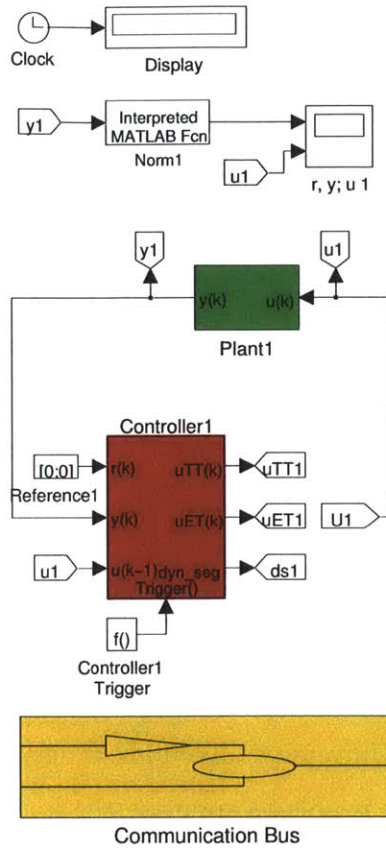 Clock
Display
y1
Interpreted
MATLAB Fcn
Norm1
u1
r, y; u 1
y1
u1
y(k)
u(k)
Plant1
Controller1
[0;0]
Reference1
r(k)
uTT(k)
uTT1
y(k)
uET(k)
uET1
U1
u1
u(k-1)
dyn_seg
ds1
Trigger()
f()
Controller1
Trigger
Communication Bus